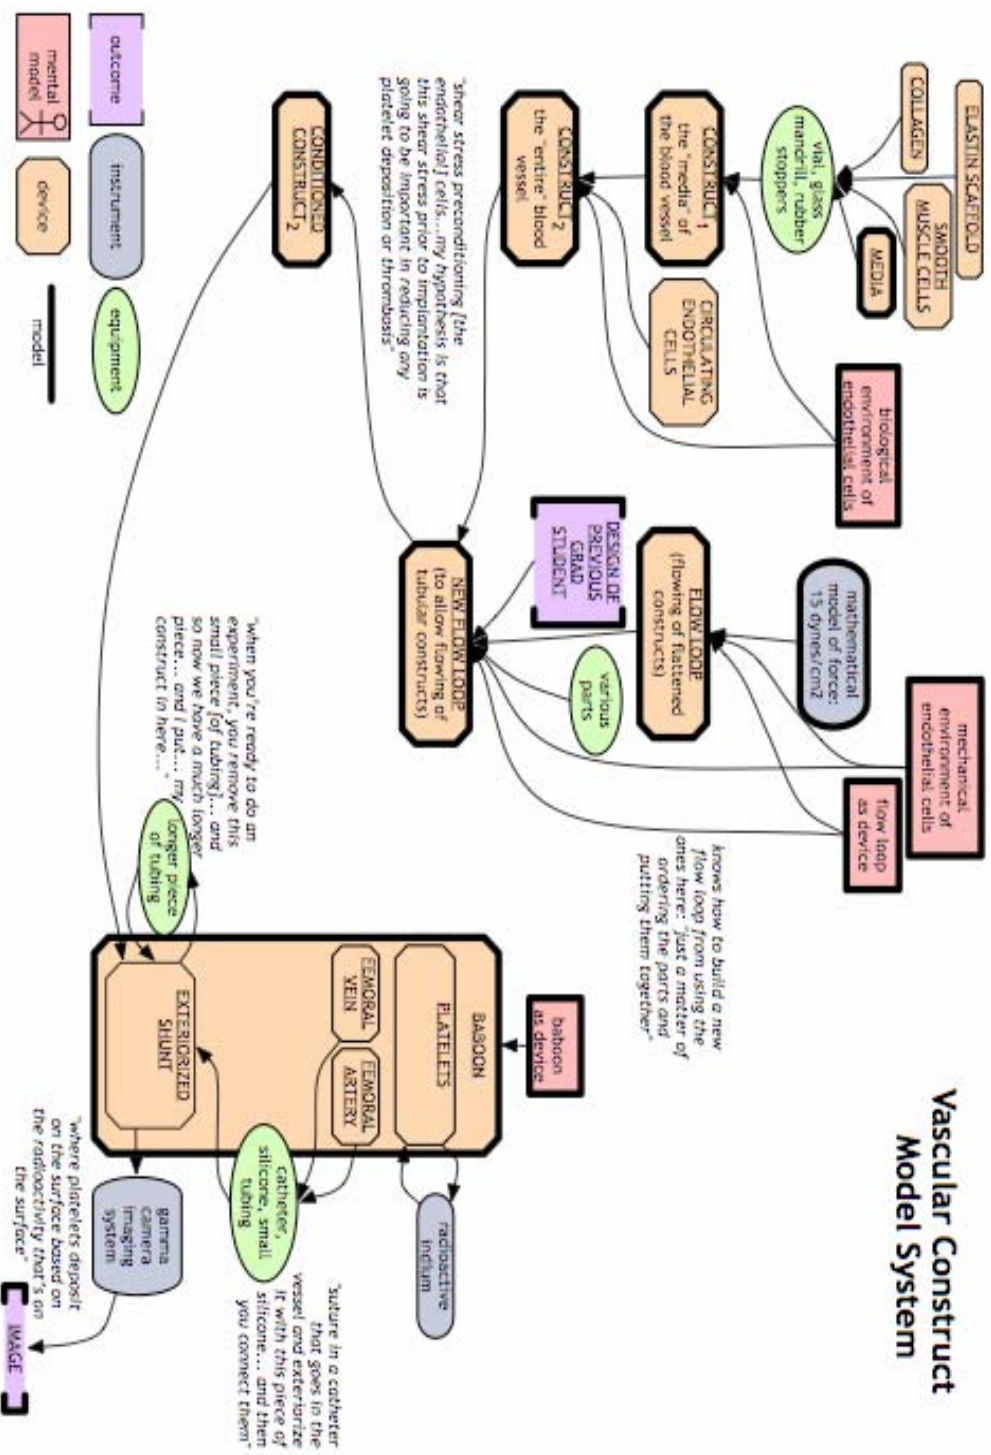 Vascular Construct
Model System
ELASTIN SCAFFOLD
COLLAGEN
SMOOTH
MUSCLE CELLS
MEDIA
vial, glass
mandrill, rubber
stoppers
CONSTRUCT 1
the "media" of
the blood vessel
CIRCULATING
ENDOTHELIAL
CELLS
CONSTRUCT 2
the "entire" blood
vessel
"shear stress preconditioning [the
endothelial] cells...my hypothesis is that
this shear stress prior to implantation is
going to be important in reducing any
platelet deposition or thrombosis"
CONDITIONED
CONSTRUCT 2
biological
environment of
endothelial cells
mathematical
model of force:
15 dynes/cm2
mechanical
environment of
endothelial cells
flow loop
as device
FLOW LOOP
(flowing of flattened
constructs)
DESIGN OF
PREVIOUS
GRAD
STUDENT
various
parts
NEW FLOW LOOP
(to allow flowing of
tubular constructs)
knows how to build a new
flow loop from using the
ones here: "just a matter of
ordering the parts and
putting them together"
"when you're ready to do an
experiment, you remove this
small piece [of tubing]... and
so now we have a much longer
piece... and I put... my
construct in here..."
longer piece
of tubing
baboon
as device
BABOON
PLATELETS
FEMORAL
VEIN
FEMORAL
ARTERY
EXTERIORIZED
SHUNT
radioactive
indium
catheter,
silicone, small
tubing
"suture in a catheter
that goes in the
vessel and exteriorize
it with this piece of
silicone... and then
you connect them"
gamma
camera
imaging
system
"where platelets deposit
on the surface based on
the radioactivity that's on
the surface"
IMAGE
outcome
instrument
equipment
mental
model
device
model